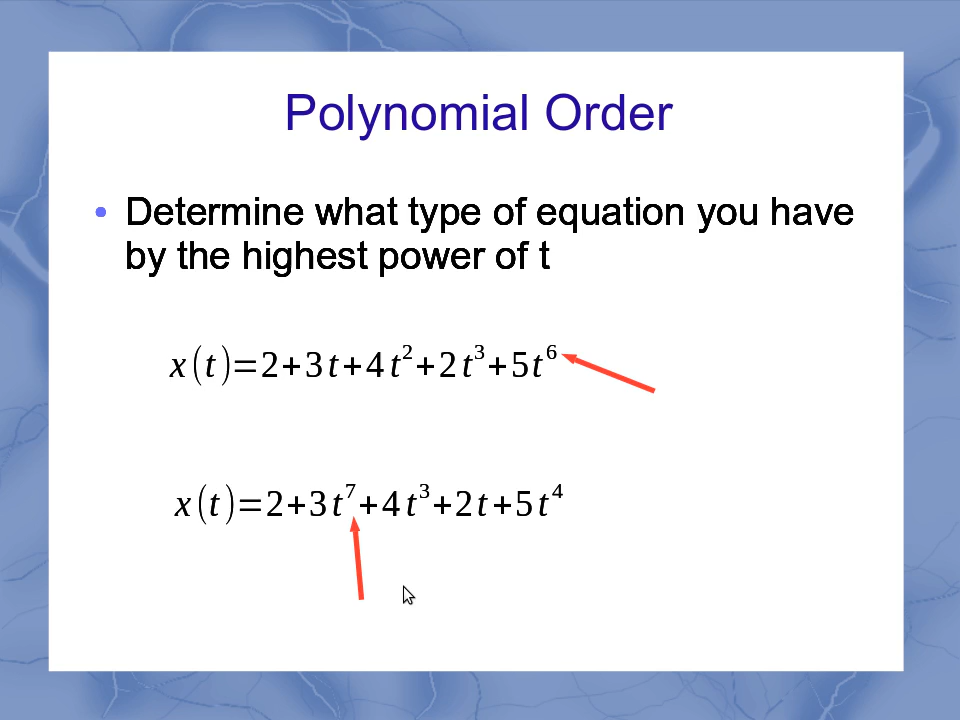 Polynomial Order
• Determine what type of equation you have
by the highest power of t
x(t)=2+3t+4t²+2t³+5t⁶
x(t)=2+3t⁷+4t³+2t+5t⁴